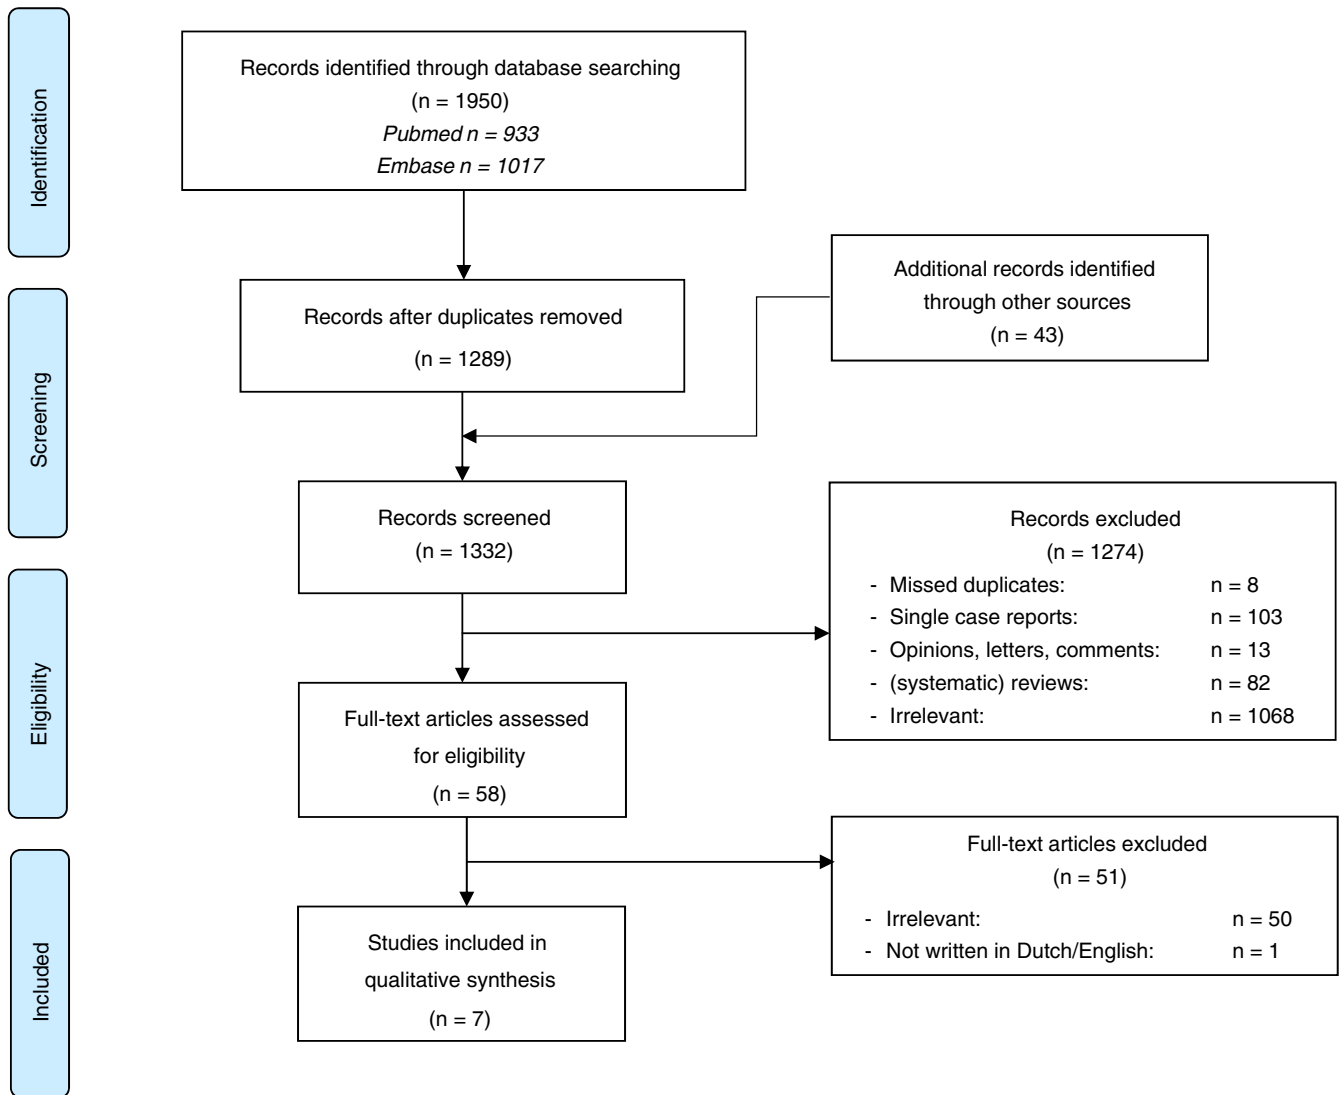 Identification
Records identified through database searching
(n = 1950)
Pubmed n = 933
Embase n = 1017
Additional records identified
through other sources
(n = 43)
Screening
Records after duplicates removed
(n = 1289)
Records screened
(n = 1332)
Records excluded
(n = 1274)
- Missed duplicates: n = 8
- Single case reports: n = 103
- Opinions, letters, comments: n = 13
- (systematic) reviews: n = 82
- Irrelevant: n = 1068
Eligibility
Full-text articles assessed
for eligibility
(n = 58)
Full-text articles excluded
(n = 51)
- Irrelevant: n = 50
- Not written in Dutch/English: n = 1
Included
Studies included in
qualitative synthesis
(n = 7)